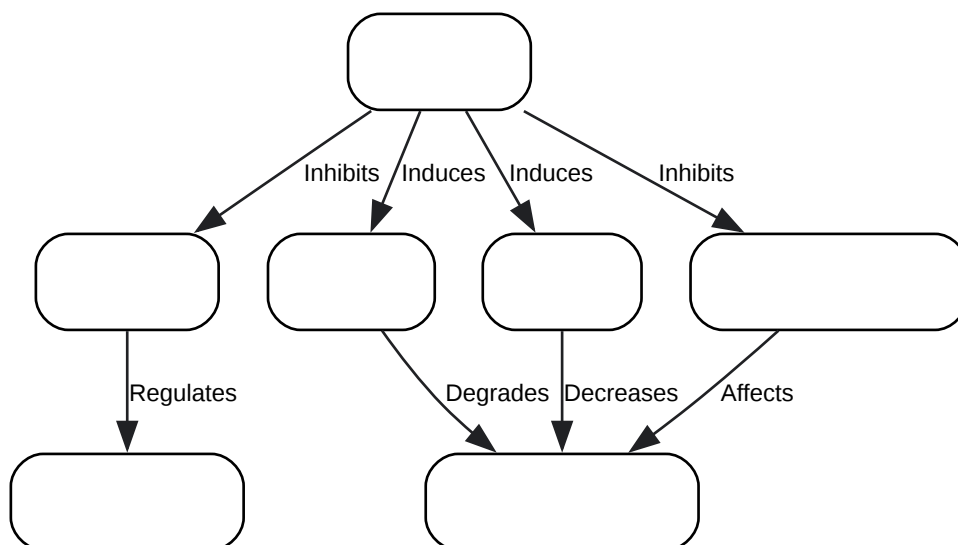 Inhibits
Induces
Induces
Inhibits
Regulates
Degrades
Decreases
Affects